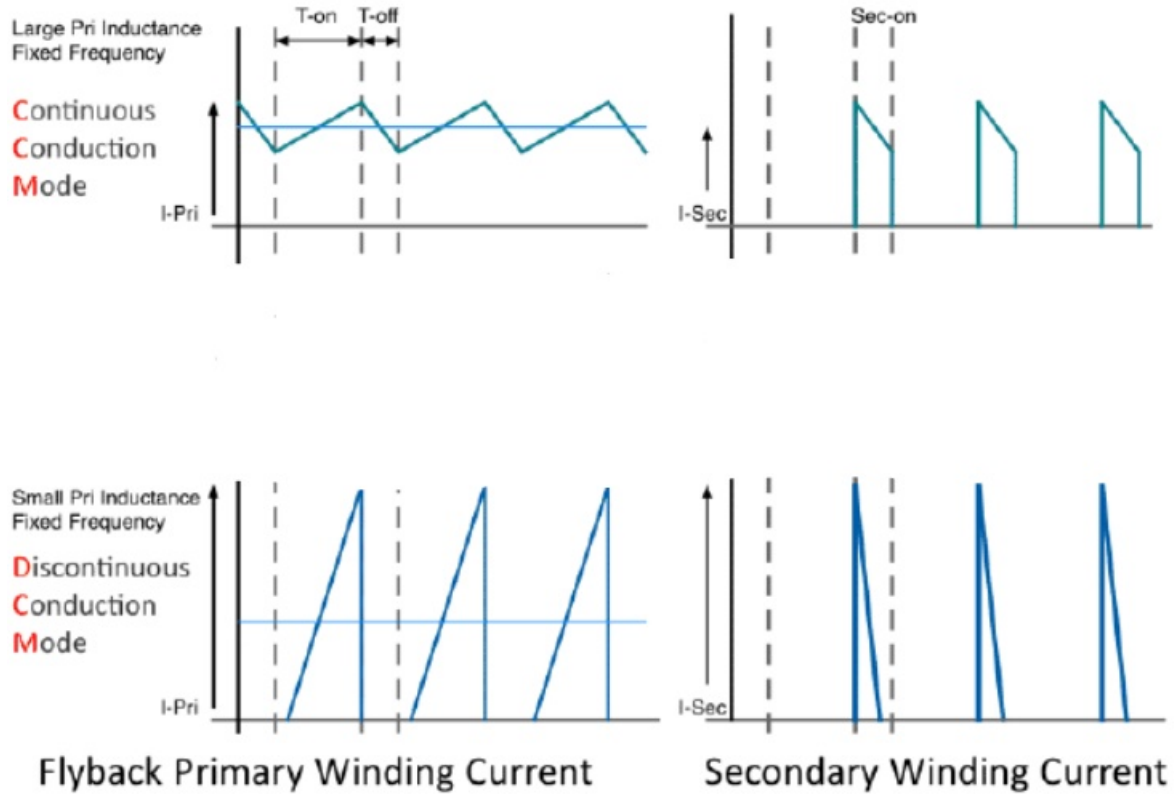 T-on
T-off
Sec-on
Large Pri Inductance
Fixed Frequency
Continuous
Conduction
Mode
I-Pri
I-Sec
Small Pri Inductance
Fixed Frequency
Discontinuous
Conduction
Mode
I-Pri
I-Sec
Flyback Primary Winding Current
Secondary Winding Current